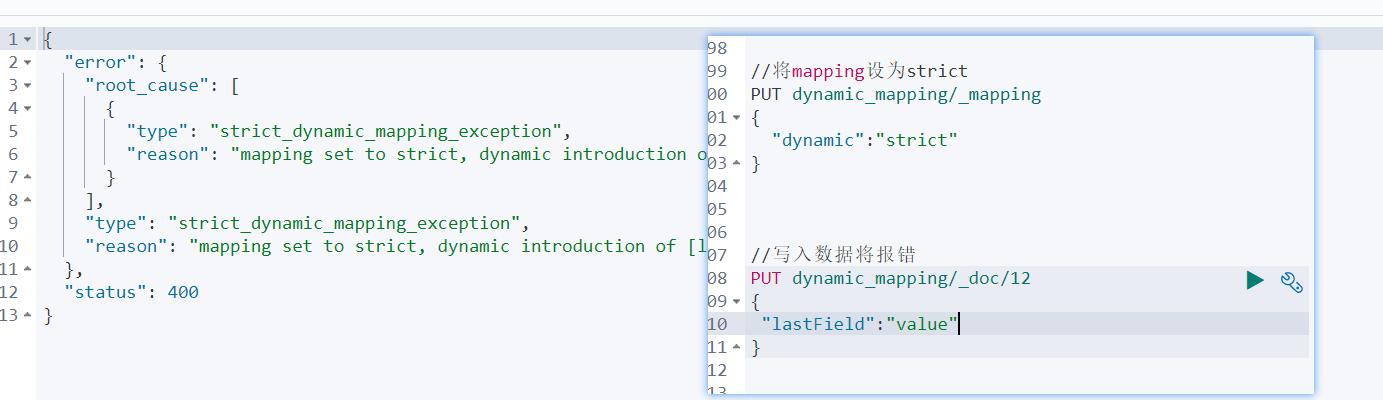 1 {
2 "error": {
3 "root_cause": [
4 {
5 "type": "strict_dynamic_mapping_exception",
6 "reason": "mapping set to strict, dynamic introduction o
7 }
8 ],
9 "type": "strict_dynamic_mapping_exception",
10 "reason": "mapping set to strict, dynamic introduction of [l
11 },
12 "status": 400
13 }
98
99 //将mapping设为strict
00 PUT dynamic_mapping/_mapping
01 {
02 "dynamic":"strict"
03 }
04
05
06
07 //写入数据将报错
08 PUT dynamic_mapping/_doc/12
09 {
10 "lastField":"value"
11 }
12
13